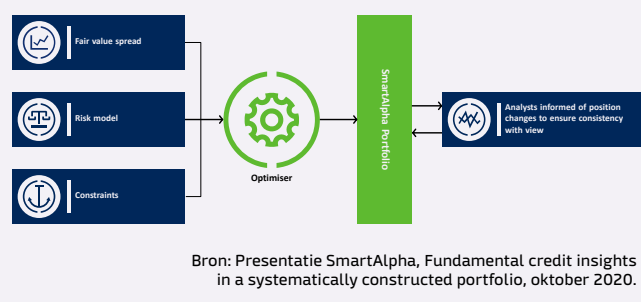 Fair value spread
Risk model
Constraints
Optimiser
SmartAlpha Portfolio
Analysts informed of position
changes to ensure consistency
with view
Bron: Presentatie SmartAlpha, Fundamental credit insights
in a systematically constructed portfolio, oktober 2020.